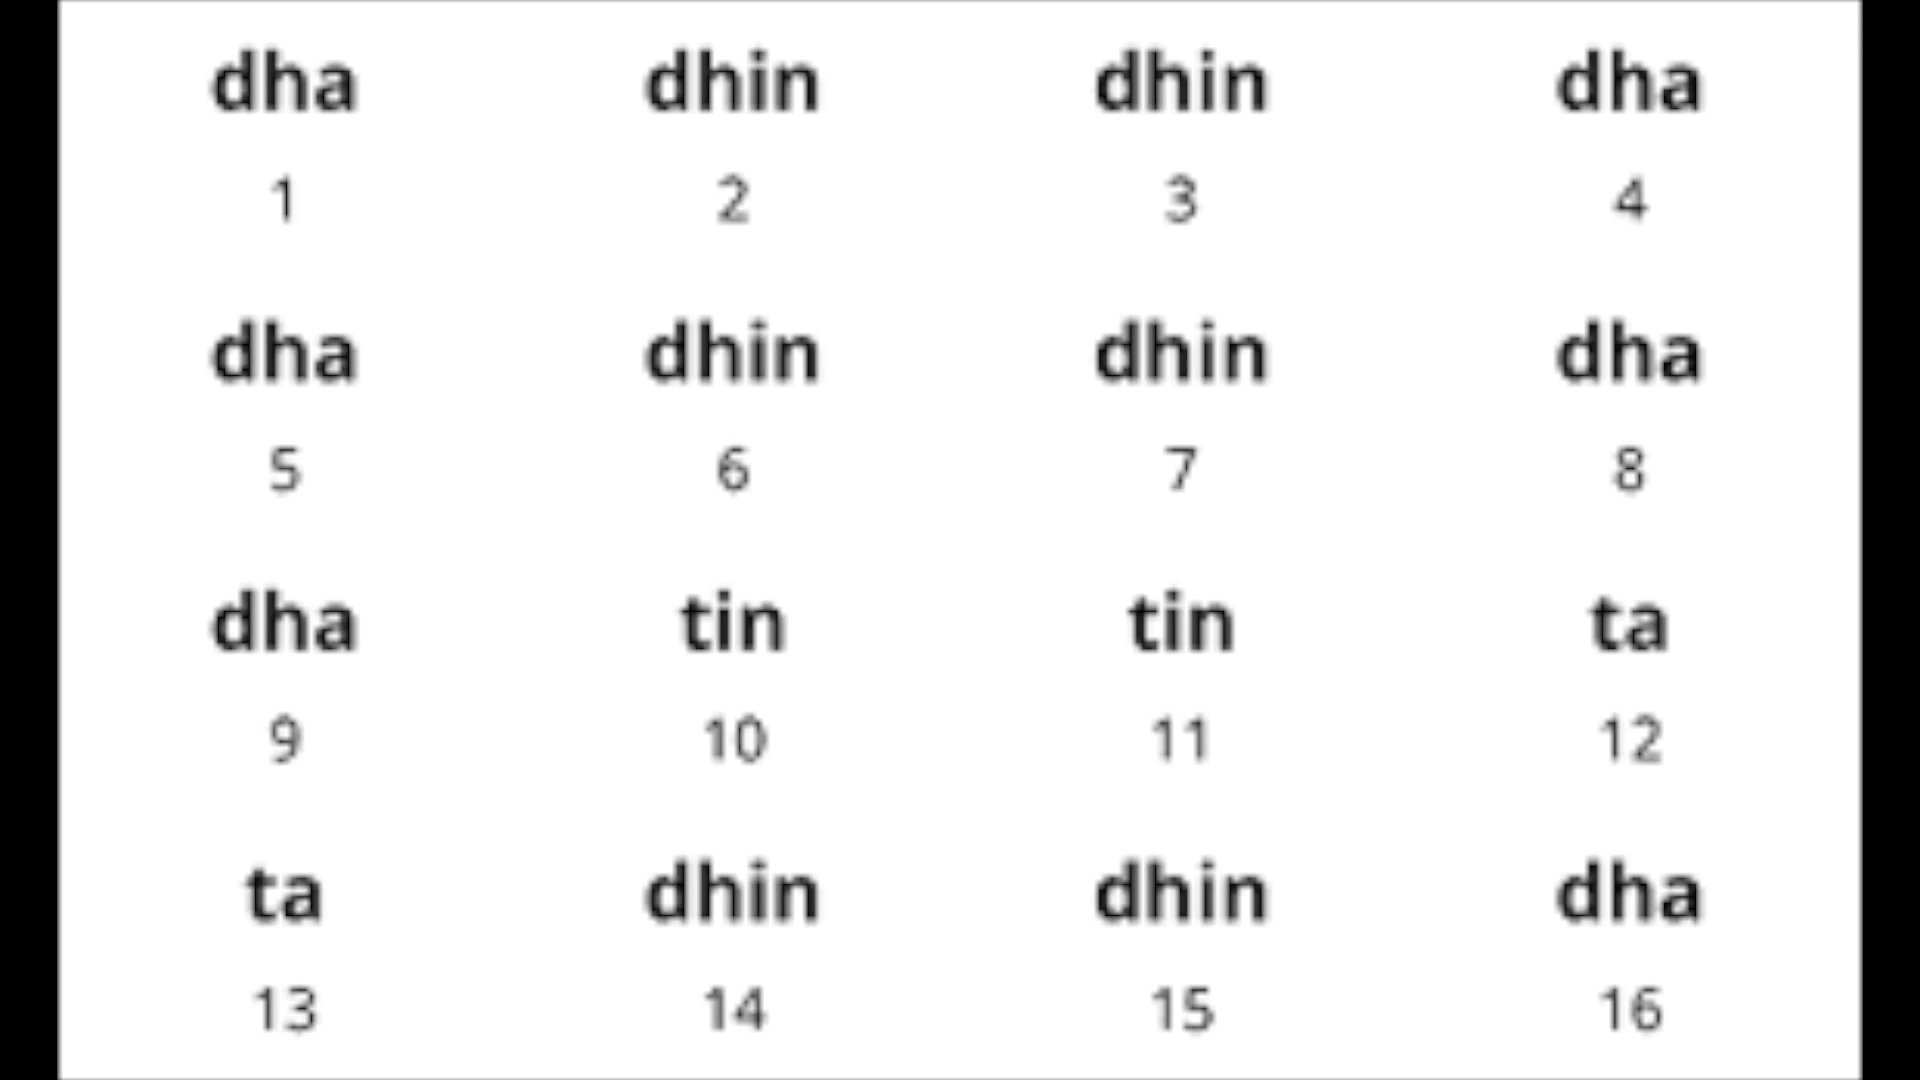 dha dhin dhin dha
1 2 3 4
dha dhin dhin dha
5 6 7 8
dha tin tin ta
9 10 11 12
ta dhin dhin dha
13 14 15 16